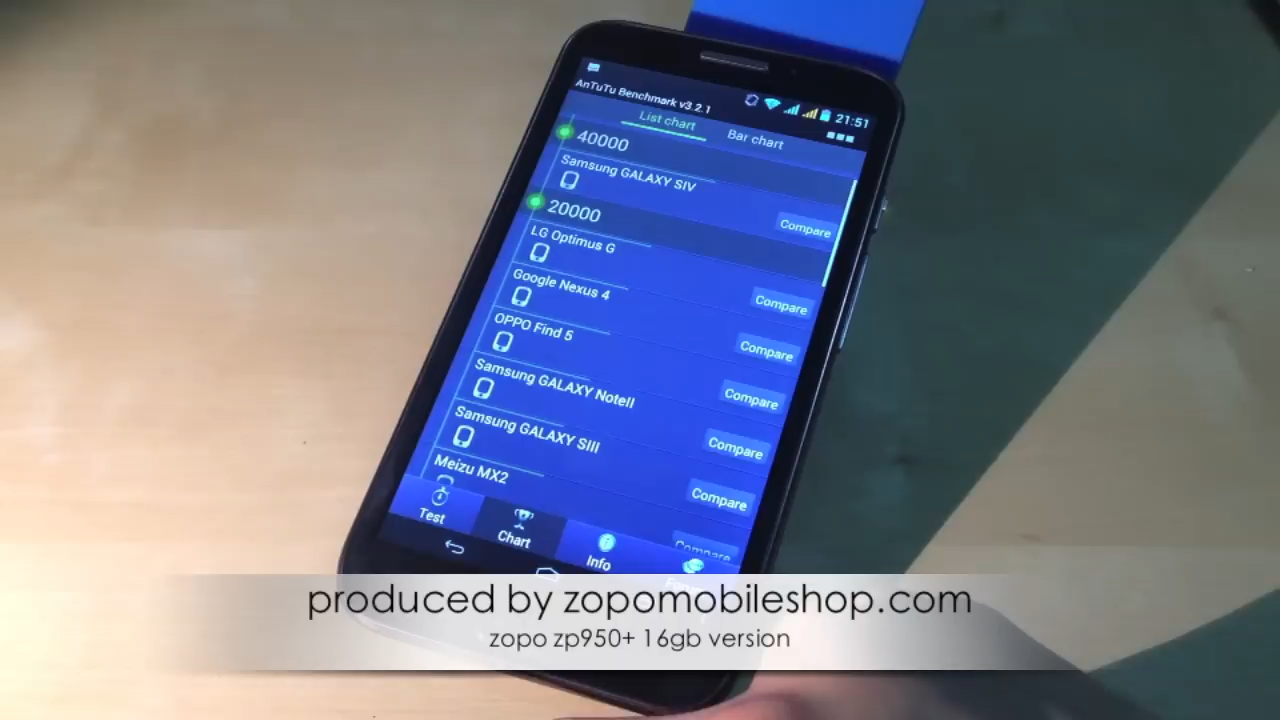 AnTuTu Benchmark v3.2.1
21:51
List chart
Bar chart
40000
Samsung GALAXY SIV
Compare
20000
LG Optimus G
Compare
Google Nexus 4
Compare
OPPO Find 5
Compare
Samsung GALAXY NoteII
Compare
Samsung GALAXY SIII
Compare
Meizu MX2
Compare
Test
Chart
Info
produced by zopomobileshop.com
zopo zp950+ 16gb version